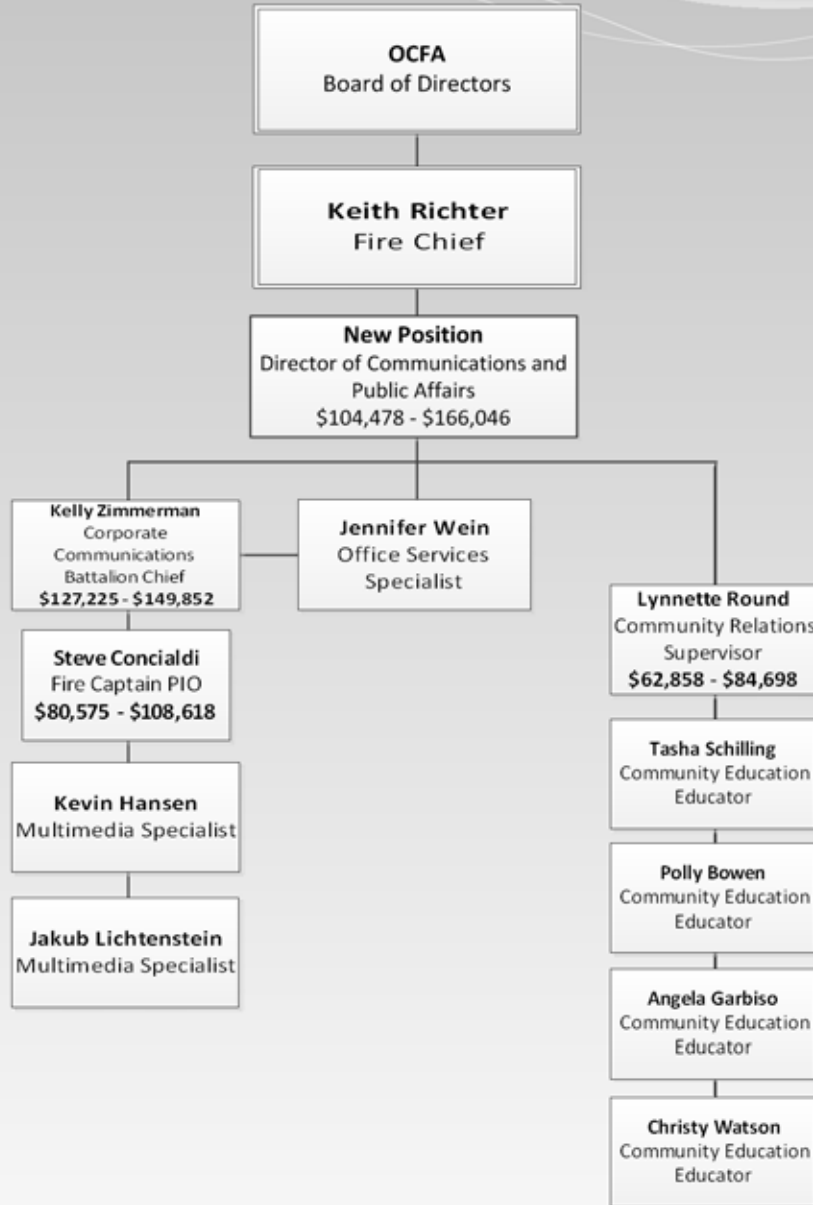 OCFA
Board of Directors
Keith Richter
Fire Chief
New Position
Director of Communications and
Public Affairs
$104,478 - $166,046
Kelly Zimmerman
Corporate
Communications
Battalion Chief
$127,225 - $149,852
Jennifer Wein
Office Services
Specialist
Steve Concialdi
Fire Captain PIO
$80,575 - $108,618
Kevin Hansen
Multimedia Specialist
Jakub Lichtenstein
Multimedia Specialist
Lynnette Round
Community Relations
Supervisor
$62,858 - $84,698
Tasha Schilling
Community Education
Educator
Polly Bowen
Community Education
Educator
Angela Garbiso
Community Education
Educator
Christy Watson
Community Education
Educator